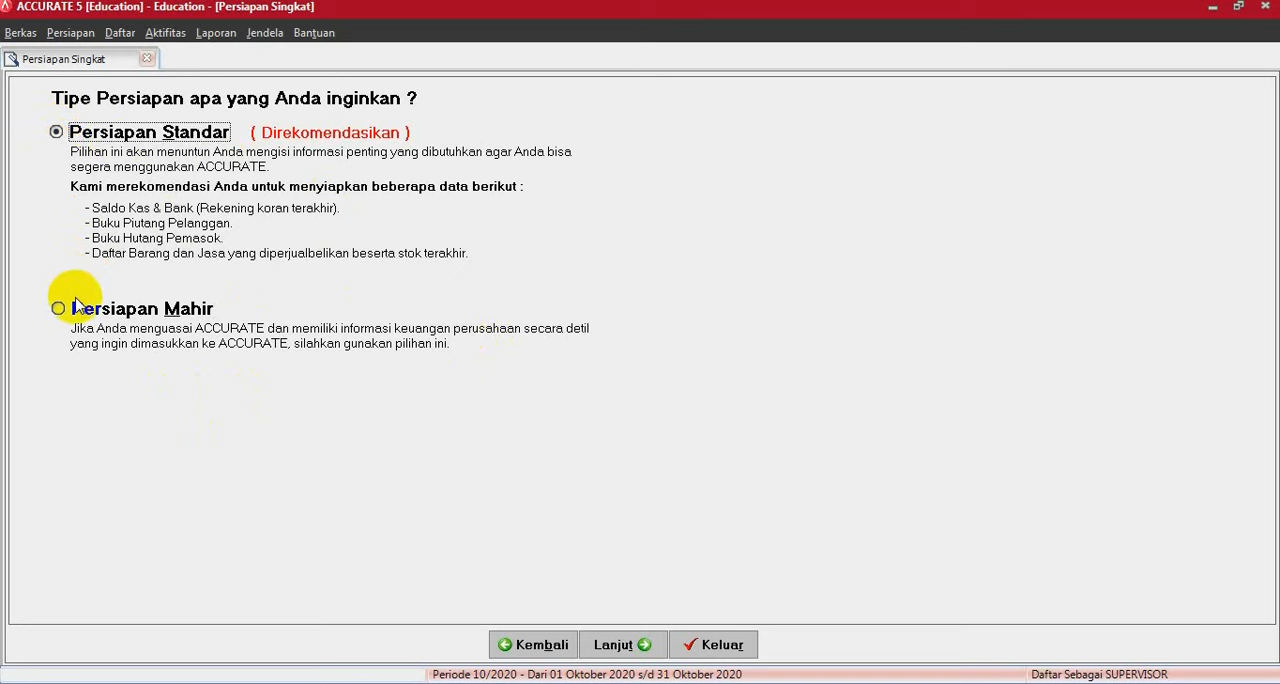 ACCURATE 5 [Education] - Education - [Persiapan Singkat]
Berkas Persiapan Daftar Aktifitas Laporan Jendela Bantuan
Persiapan Singkat
Tipe Persiapan apa yang Anda inginkan ?
Persiapan Standar ( Direkomendasikan )
Pilihan ini akan menuntun Anda mengisi informasi penting yang dibutuhkan agar Anda bisa
segera menggunakan ACCURATE.
Kami merekomendasi Anda untuk menyiapkan beberapa data berikut :
- Saldo Kas & Bank (Rekening koran terakhir).
- Buku Piutang Pelanggan.
- Buku Hutang Pemasok.
- Daftar Barang dan Jasa yang diperjualbelikan beserta stok terakhir.
Persiapan Mahir
Jika Anda menguasai ACCURATE dan memiliki informasi keuangan perusahaan secara detil
yang ingin dimasukkan ke ACCURATE, silahkan gunakan pilihan ini.
Kembali Lanjut Keluar
Periode 10/2020 - Dari 01 Oktober 2020 s/d 31 Oktober 2020 Daftar Sebagai SUPERVISOR